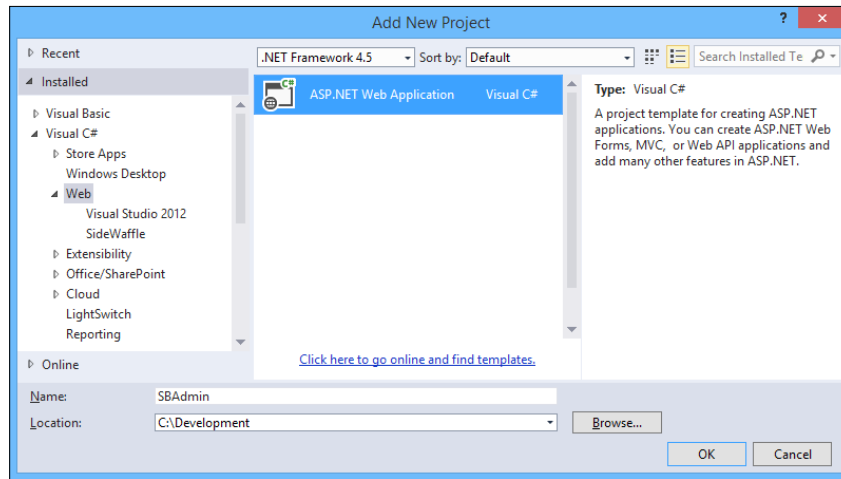 Add New Project
?
Recent
.NET Framework 4.5
Sort by: Default
Search Installed Te
Installed
Visual Basic
Visual C#
Store Apps
Windows Desktop
Web
Visual Studio 2012
SideWaffle
Extensibility
Office/SharePoint
Cloud
LightSwitch
Reporting
Online
C#
ASP.NET Web Application Visual C#
Click here to go online and find templates.
Type: Visual C#
A project template for creating ASP.NET
applications. You can create ASP.NET Web
Forms, MVC, or Web API applications and
add many other features in ASP.NET.
Name: SBAdmin
Location: C:\Development
Browse...
OK Cancel